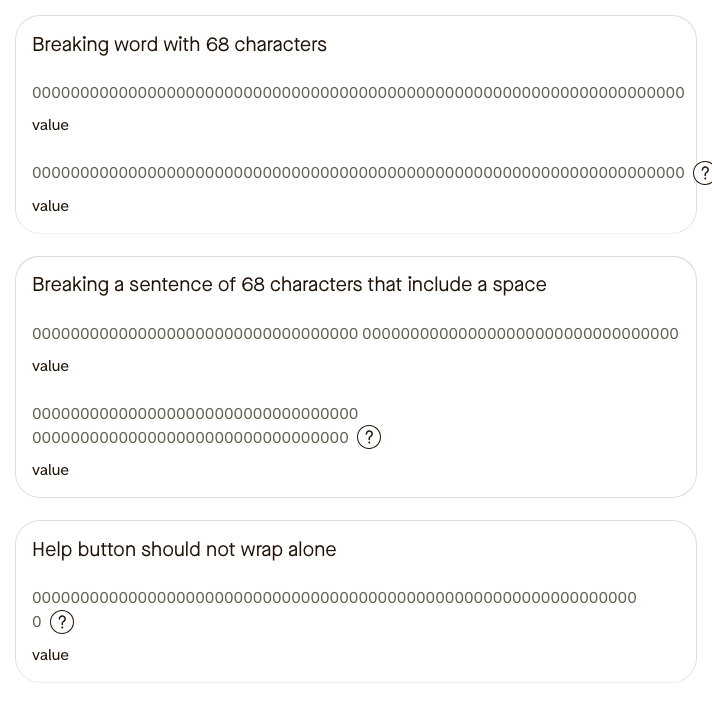 Breaking word with 68 characters
00000000000000000000000000000000000000000000000000000000000000000000
value
00000000000000000000000000000000000000000000000000000000000000000000 ?
value
Breaking a sentence of 68 characters that include a space
0000000000000000000000000000000000 000000000000000000000000000000000
value
0000000000000000000000000000000000
000000000000000000000000000000000 ?
value
Help button should not wrap alone
000000000000000000000000000000000000000000000000000000000000000
0 ?
value